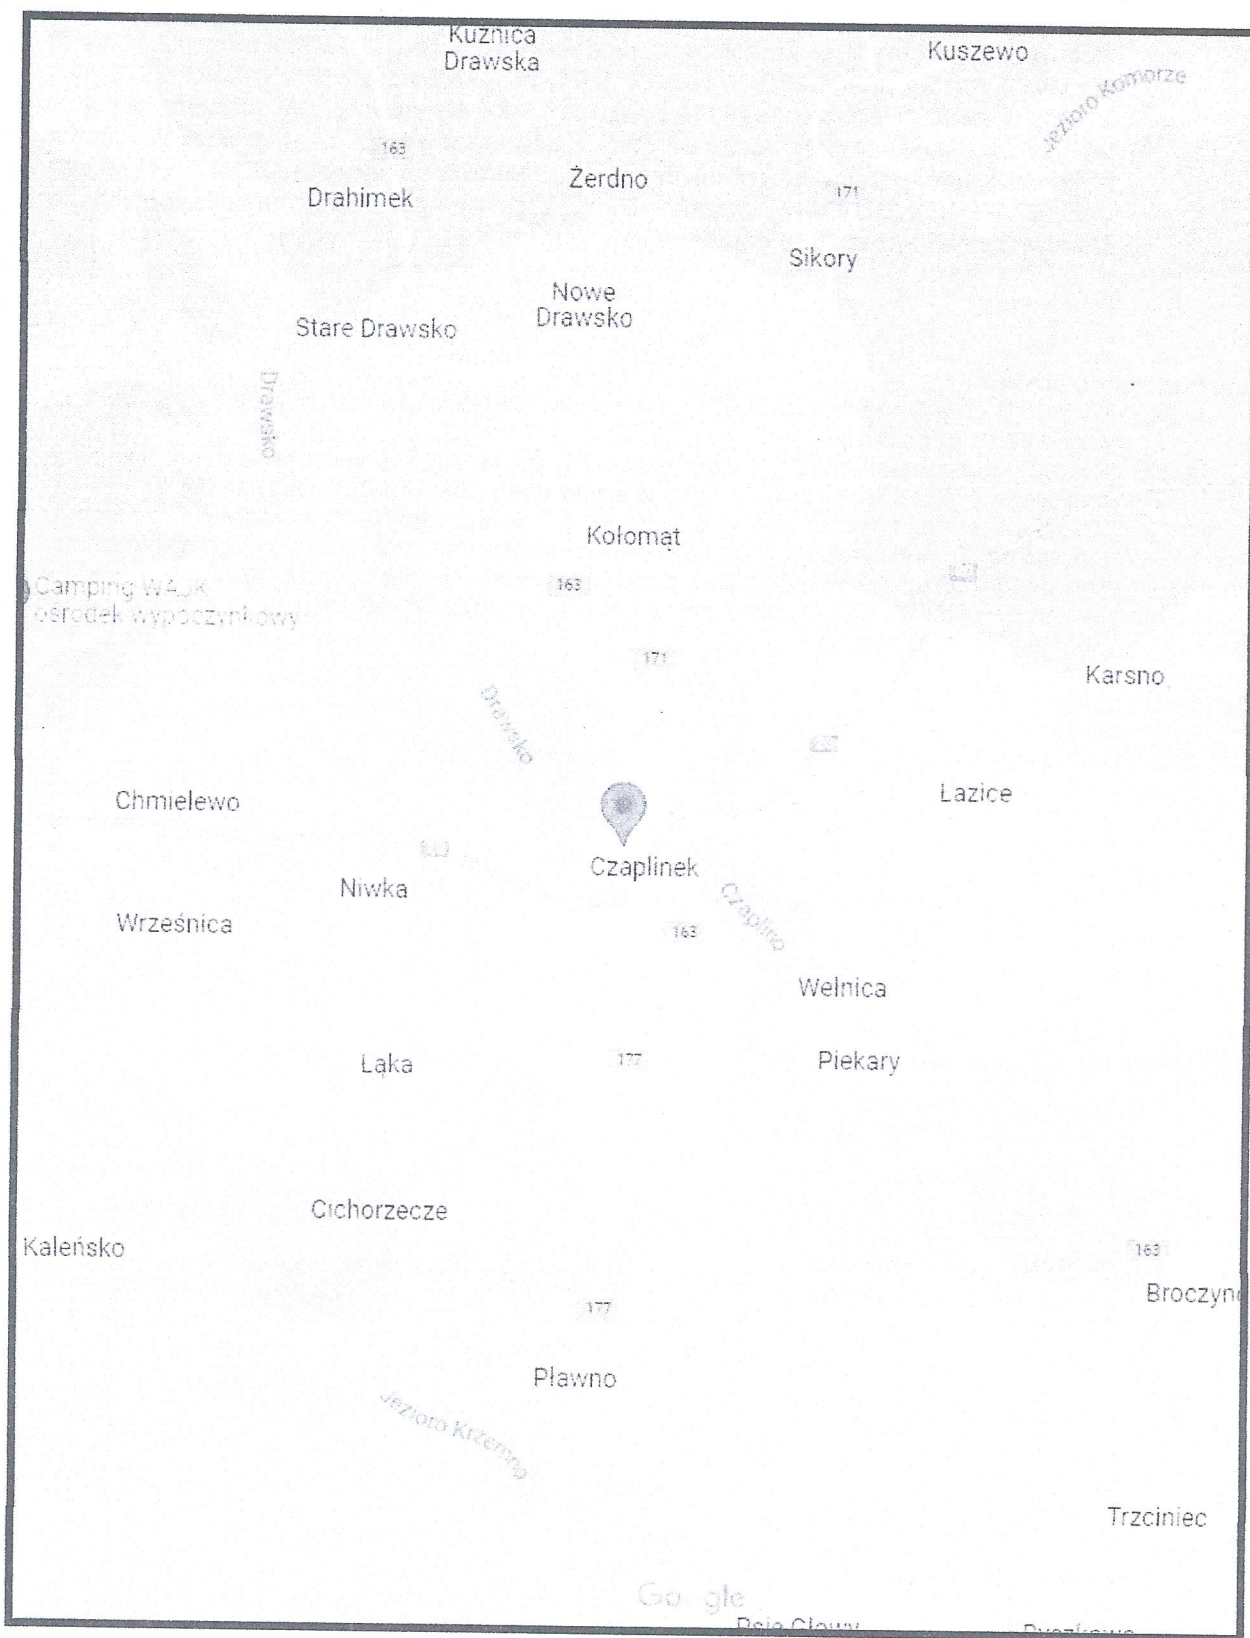 Kuźnica
Drawska
Kuszewo
Jezioro Komorze
163
Żerdno
171
Drahimek
Sikory
Nowe
Drawsko
Stare Drawsko
Drawsko
Kołomąt
163
Camping WAJK
ośrodek wypoczynkowy
171
Karsno
Drawsko
Łazice
Chmielewo
Czaplinek
Niwka
Czaplino
Wrześnica
163
Wełnica
177
Piekary
Łąka
Cichorzecze
Kaleńsko
163
Broczyn
177
Pławno
Jezioro Krzemno
Trzciniec
Google